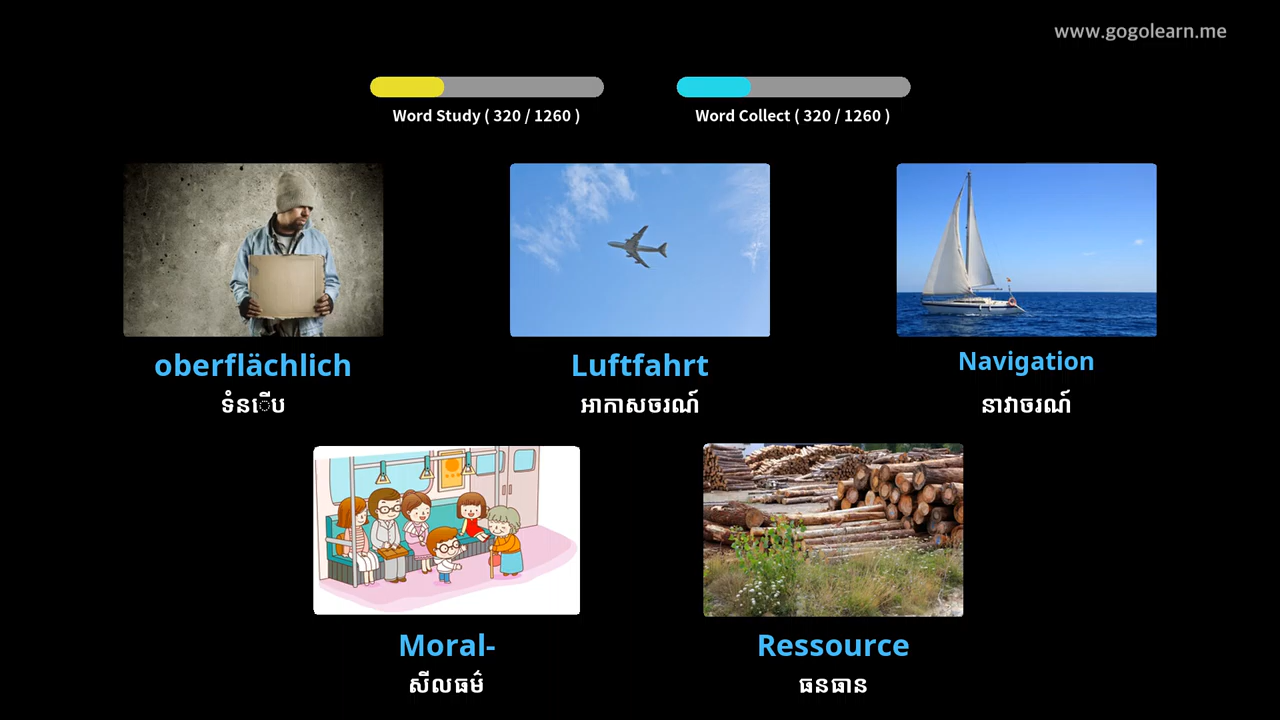 www.gogolearn.me
Word Study ( 320 / 1260 )
Word Collect ( 320 / 1260 )
oberflächlich
ទំនើប
Luftfahrt
អាកាសចរណ៍
Navigation
នាវាចរណ៍
Moral-
សីលធម៌
Ressource
ធនធាន